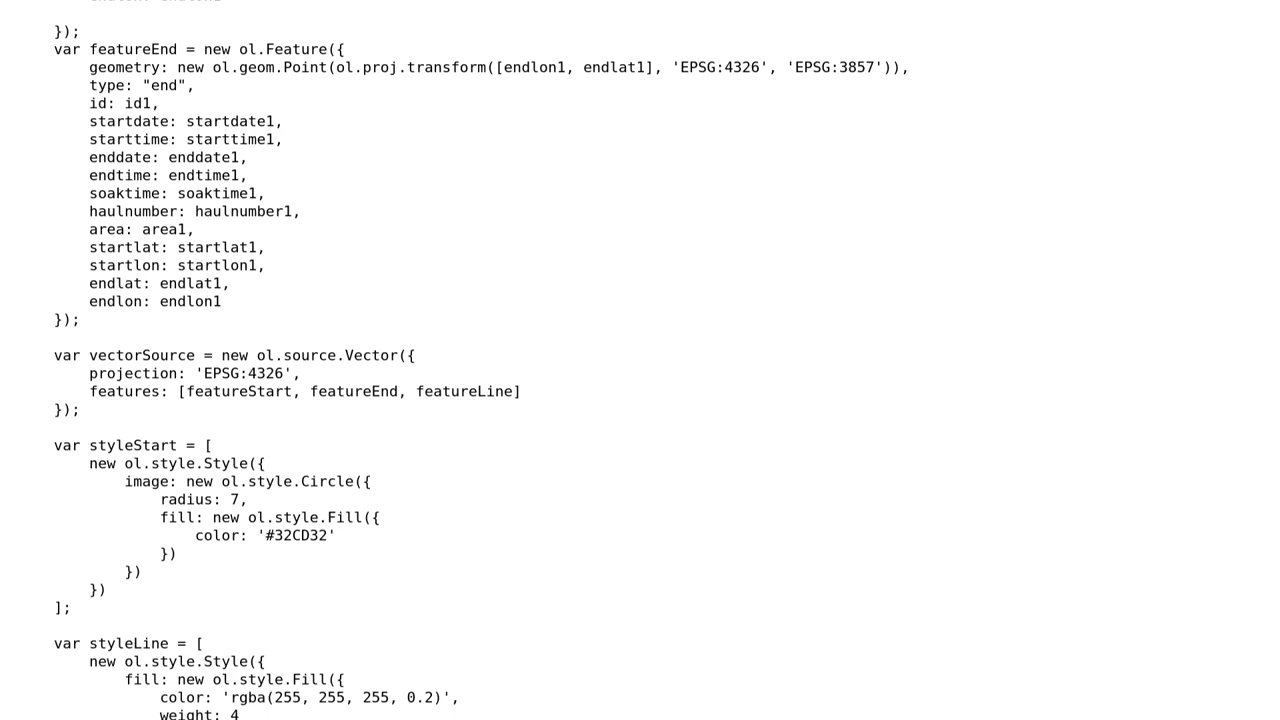 });
var featureEnd = new ol.Feature({
    geometry: new ol.geom.Point(ol.proj.transform([endlon1, endlat1], 'EPSG:4326', 'EPSG:3857')),
    type: "end",
    id: id1,
    startdate: startdate1,
    starttime: starttime1,
    enddate: enddate1,
    endtime: endtime1,
    soaktime: soaktime1,
    haulnumber: haulnumber1,
    area: area1,
    startlat: startlat1,
    startlon: startlon1,
    endlat: endlat1,
    endlon: endlon1
});

var vectorSource = new ol.source.Vector({
    projection: 'EPSG:4326',
    features: [featureStart, featureEnd, featureLine]
});

var styleStart = [
    new ol.style.Style({
        image: new ol.style.Circle({
            radius: 7,
            fill: new ol.style.Fill({
                color: '#32CD32'
            })
        })
    })
];

var styleLine = [
    new ol.style.Style({
        fill: new ol.style.Fill({
            color: 'rgba(255, 255, 255, 0.2)',
            weight: 4